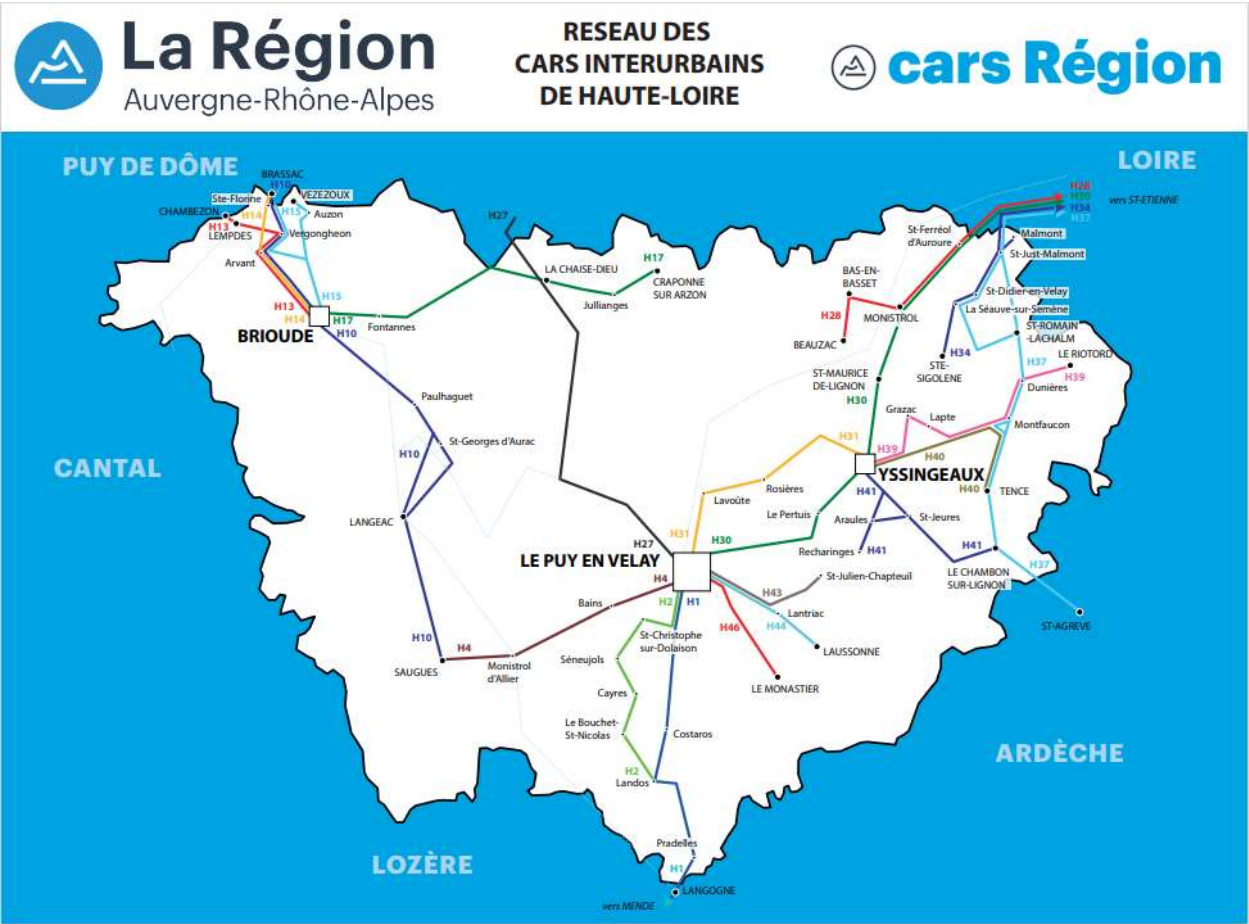 La Région
Auvergne-Rhône-Alpes
RESEAU DES
CARS INTERURBAINS
DE HAUTE-LOIRE
cars Région
PUY DE DÔME
LOIRE
BRASSAC
H10
Ste-Florine
VEZEZOUX
CHAMBEZON
H14
H15
Auzon
H13
LEMPDES
Vergongheon
Arvant
H27
H28
H30
H34
H37
vers ST-ETIENNE
St-Ferréol
d'Auroure
Malmont
St-Just-Malmont
H17
LA CHAISE-DIEU
CRAPONNE
SUR ARZON
Jullianges
BAS-EN-
BASSET
St-Didier-en-Velay
La Séauve-sur-Semène
H15
H13
H14
H17
H10
Fontannes
BRIOUDE
H28
MONISTROL
BEAUZAC
ST-ROMAIN
-LACHALM
H34
STE-
SIGOLENE
LE RIOTORD
H37
H39
Dunières
ST-MAURICE
DE-LIGNON
H30
Paulhaguet
Grazac
Lapte
Montfaucon
St-Georges d'Aurac
H10
H31
H39
H40
CANTAL
YSSINGEAUX
Rosières
Lavoûte
H41
H40
TENCE
LANGEAC
Le Pertuis
Araules
St-Jeures
H31
H30
H27
Recharinges
H41
H41
LE PUY EN VELAY
LE CHAMBON
SUR-LIGNON
H37
H4
St-Julien-Chapteuil
H43
Bains
H2
H1
Lantriac
H46
H44
ST-AGREVE
H10
H4
St-Christophe
sur-Dolaison
LAUSSONNE
SAUGUES
Monistrol
d'Allier
Séneujols
LE MONASTIER
Cayres
Le Bouchet-
St-Nicolas
Costaros
ARDÈCHE
H2
Landos
Pradelles
LOZÈRE
H1
LANGOGNE
vers MENDE